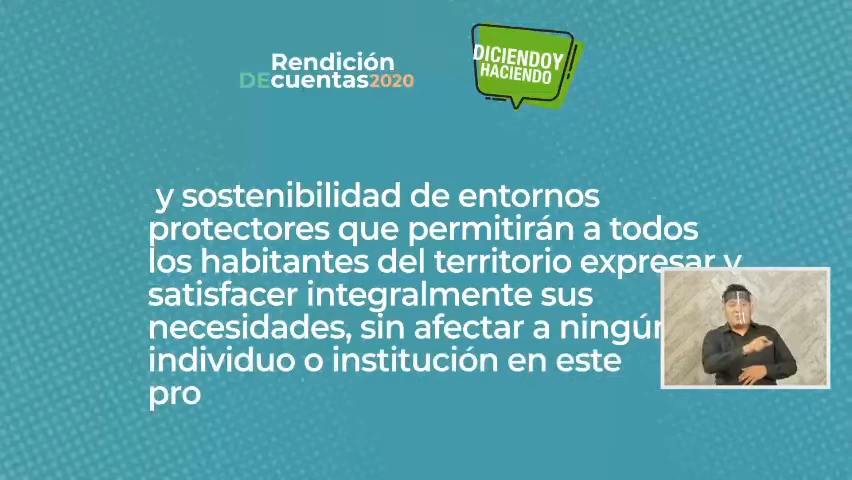 Rendición
DEcuentas2020
DICIENDOY
HACIENDO
y sostenibilidad de entornos
protectores que permitirán a todos
los habitantes del territorio expresar y
satisfacer integralmente sus
necesidades, sin afectar a ningún
individuo o institución en este
pro